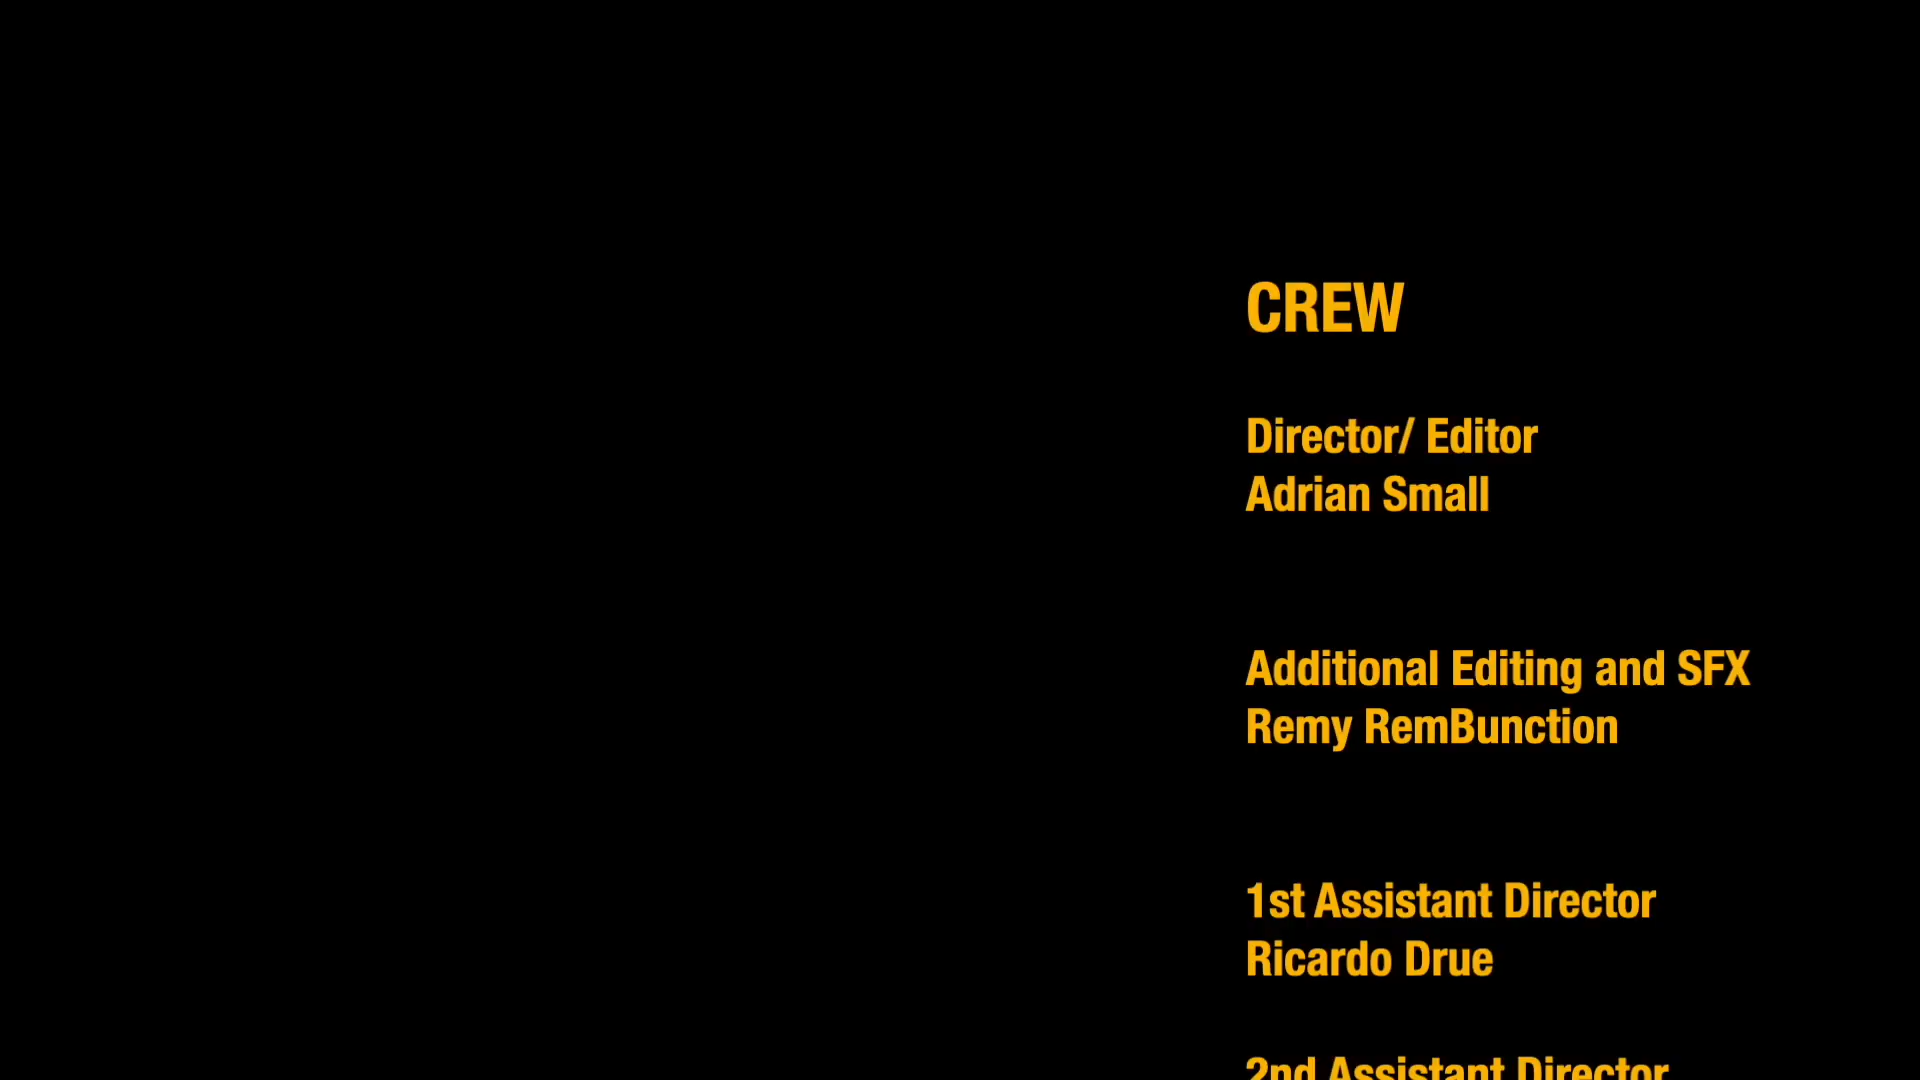 CREW
Director/ Editor
Adrian Small
Additional Editing and SFX
Remy RemBunction
1st Assistant Director
Ricardo Drue
2nd Assistant Director